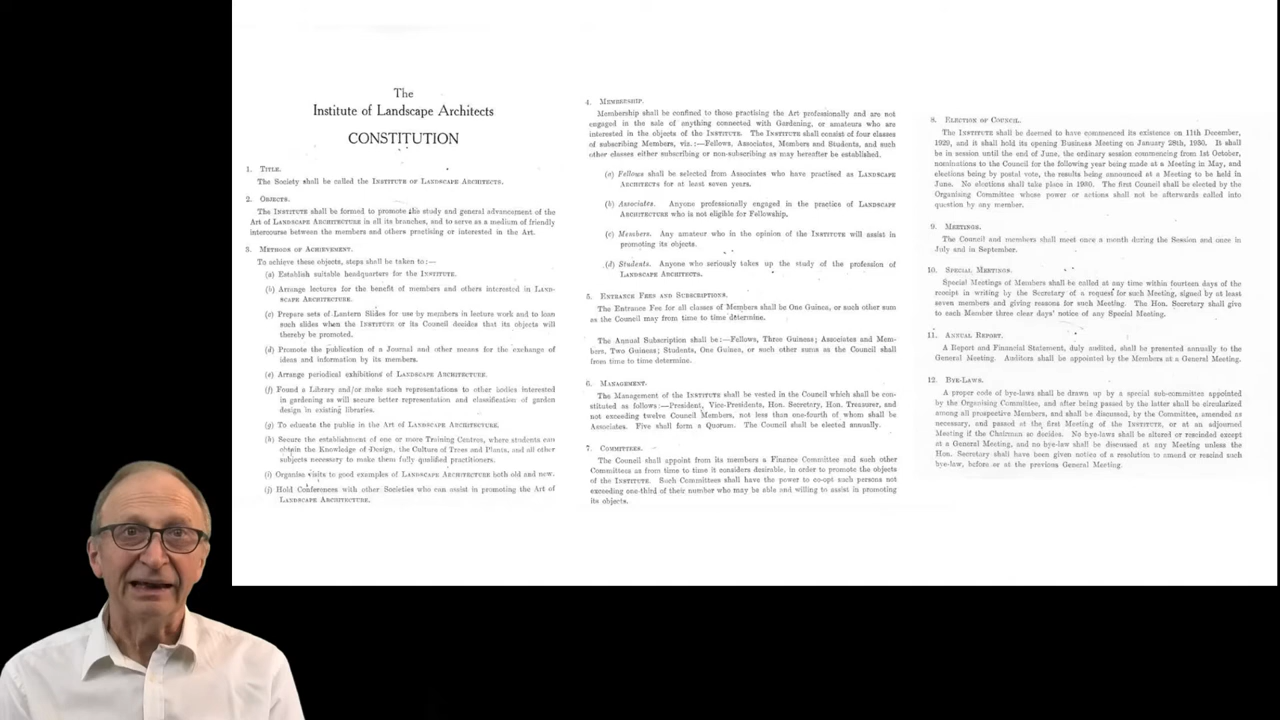 The
Institute of Landscape Architects
CONSTITUTION
1. TITLE.
The Society shall be called the INSTITUTE OF LANDSCAPE ARCHITECTS.
2. OBJECTS.
The INSTITUTE shall be formed to promote the study and general advancement of the
Art of LANDSCAPE ARCHITECTURE in all its branches, and to serve as a medium of friendly
intercourse between the members and others practising or interested in the Art.
3. METHODS OF ACHIEVEMENT.
To achieve these objects, steps shall be taken to:—
(a) Establish suitable headquarters for the INSTITUTE.
(b) Arrange lectures for the benefit of members and others interested in LAND-
SCAPE ARCHITECTURE.
(c) Prepare sets of Lantern Slides for use by members in lecture work and to loan
such slides when the INSTITUTE or its Council decides that its objects will
thereby be promoted.
(d) Promote the publication of a Journal and other means for the exchange of
ideas and information by its members.
(e) Arrange periodical exhibitions of LANDSCAPE ARCHITECTURE.
(f) Found a Library and/or make such representations to other bodies interested
in gardening as will secure better representation and classification of garden
design in existing libraries.
(g) To educate the public in the Art of LANDSCAPE ARCHITECTURE.
(h) Secure the establishment of one or more Training Centres, where students can
obtain the Knowledge of Design, the Culture of Trees and Plants, and all other
subjects necessary to make them fully qualified practitioners.
(i) Organise visits to good examples of LANDSCAPE ARCHITECTURE both old and new.
(j) Hold Conferences with other Societies who can assist in promoting the Art of
LANDSCAPE ARCHITECTURE.
4. MEMBERSHIP.
Membership shall be confined to those practising the Art professionally and are not
engaged in the sale of anything connected with Gardening, or amateurs who are
interested in the objects of the INSTITUTE. The INSTITUTE shall consist of four classes
of subscribing Members, viz.:—Fellows, Associates, Members and Students, and such
other classes either subscribing or non-subscribing as may hereafter be established.
(a) Fellows shall be selected from Associates who have practised as LANDSCAPE
ARCHITECTS for at least seven years.
(b) Associates. Anyone professionally engaged in the practice of LANDSCAPE
ARCHITECTURE who is not eligible for Fellowship.
(c) Members. Any amateur who in the opinion of the INSTITUTE will assist in
promoting its objects.
(d) Students. Anyone who seriously takes up the study of the profession of
LANDSCAPE ARCHITECTS.
5. ENTRANCE FEES AND SUBSCRIPTIONS.
The Entrance Fee for all classes of Members shall be One Guinea, or such other sum
as the Council may from time to time determine.
The Annual Subscription shall be:—Fellows, Three Guineas; Associates and Mem-
bers, Two Guineas; Students, One Guinea, or such other sums as the Council shall
from time to time determine.
6. MANAGEMENT.
The Management of the INSTITUTE shall be vested in the Council which shall be con-
stituted as follows:—President, Vice-Presidents, Hon. Secretary, Hon. Treasurer, and
not exceeding twelve Council Members, not less than one-fourth of whom shall be
Associates. Five shall form a Quorum. The Council shall be elected annually.
7. COMMITTEES.
The Council shall appoint from its members a Finance Committee and such other
Committees as from time to time it considers desirable, in order to promote the objects
of the INSTITUTE. Such Committees shall have the power to co-opt such persons not
exceeding one-third of their number who may be able and willing to assist in promoting
its objects.
8. ELECTION OF COUNCIL.
The INSTITUTE shall be deemed to have commenced its existence on 11th December,
1929, and it shall hold its opening Business Meeting on January 28th, 1930. It shall
be in session until the end of June, the ordinary session commencing from 1st October,
nominations to the Council for the following year being made at a Meeting in May, and
elections being by postal vote, the results being announced at a Meeting to be held in
June. No elections shall take place in 1930. The first Council shall be elected by the
Organising Committee whose power or actions shall not be afterwards called into
question by any member.
9. MEETINGS.
The Council and members shall meet once a month during the Session and once in
July and in September.
10. SPECIAL MEETINGS.
Special Meetings of Members shall be called at any time within fourteen days of the
receipt in writing by the Secretary of a request for such Meeting, signed by at least
seven members and giving reasons for such Meeting. The Hon. Secretary shall give
to each Member three clear days' notice of any Special Meeting.
11. ANNUAL REPORT.
A Report and Financial Statement, duly audited, shall be presented annually to the
General Meeting. Auditors shall be appointed by the Members at a General Meeting.
12. BYE-LAWS.
A proper code of bye-laws shall be drawn up by a special sub-committee appointed
by the Organising Committee, and after being passed by the latter shall be circularized
among all prospective Members, and shall be discussed, by the Committee, amended as
necessary, and passed at the first Meeting of the INSTITUTE, or at an adjourned
Meeting if the Chairman so decides. No bye-laws shall be altered or rescinded except
at a General Meeting, and no bye-law shall be discussed at any Meeting unless the
Hon. Secretary shall have been given notice of a resolution to amend or rescind such
bye-law, before or at the previous General Meeting.